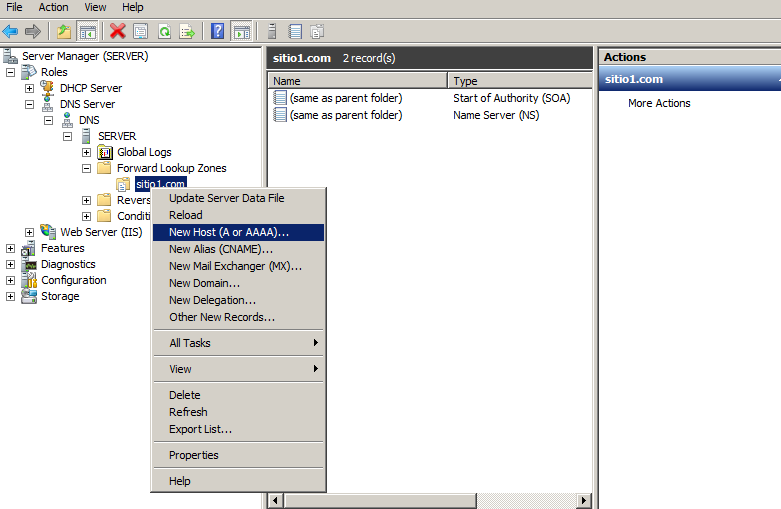 File Action View Help
Server Manager (SERVER)
Roles
DHCP Server
DNS Server
DNS
SERVER
Global Logs
Forward Lookup Zones
sitio1.com
Revers
Conditi
Web Server (IIS)
Features
Diagnostics
Configuration
Storage
Update Server Data File
Reload
New Host (A or AAAA)...
New Alias (CNAME)...
New Mail Exchanger (MX)...
New Domain...
New Delegation...
Other New Records...
All Tasks
View
Delete
Refresh
Export List...
Properties
Help
sitio1.com 2 record(s)
Name Type
(same as parent folder) Start of Authority (SOA)
(same as parent folder) Name Server (NS)
Actions
sitio1.com
More Actions